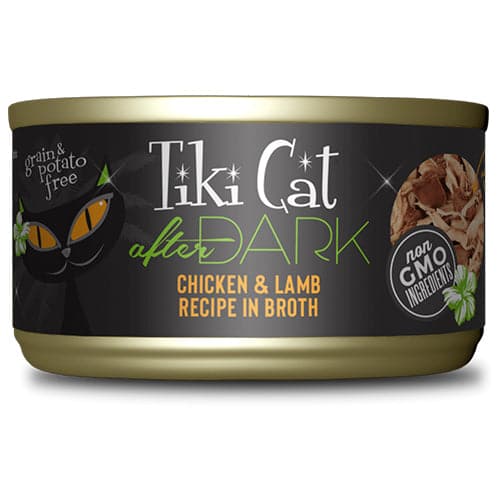 grain & potato free
Tiki Cat
after DARK
CHICKEN & LAMB
RECIPE IN BROTH
non
GMO
INGREDIENTS